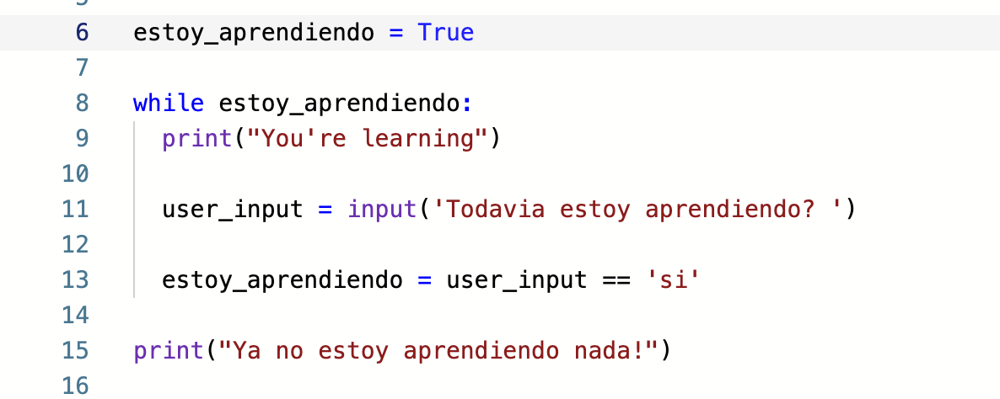 6 estoy_aprendiendo = True
7
8 while estoy_aprendiendo:
9 print("You're learning")
10
11 user_input = input('Todavia estoy aprendiendo? ')
12
13 estoy_aprendiendo = user_input == 'si'
14
15 print("Ya no estoy aprendiendo nada!")
16